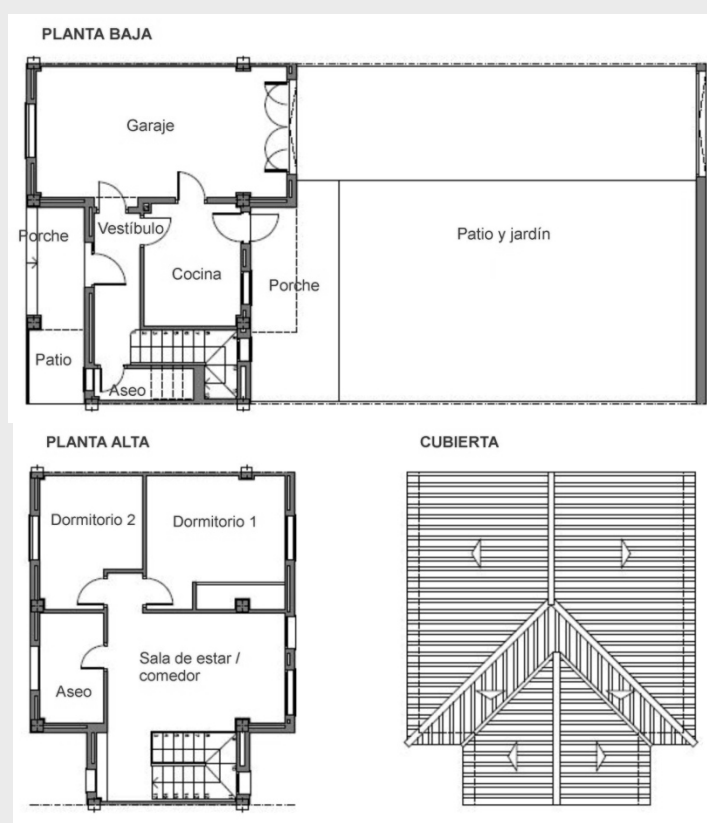 PLANTA BAJA
Garaje
Porche
Vestíbulo
Cocina
Porche
Patio y jardín
Patio
Aseo
PLANTA ALTA
CUBIERTA
Dormitorio 2
Dormitorio 1
Sala de estar /
comedor
Aseo